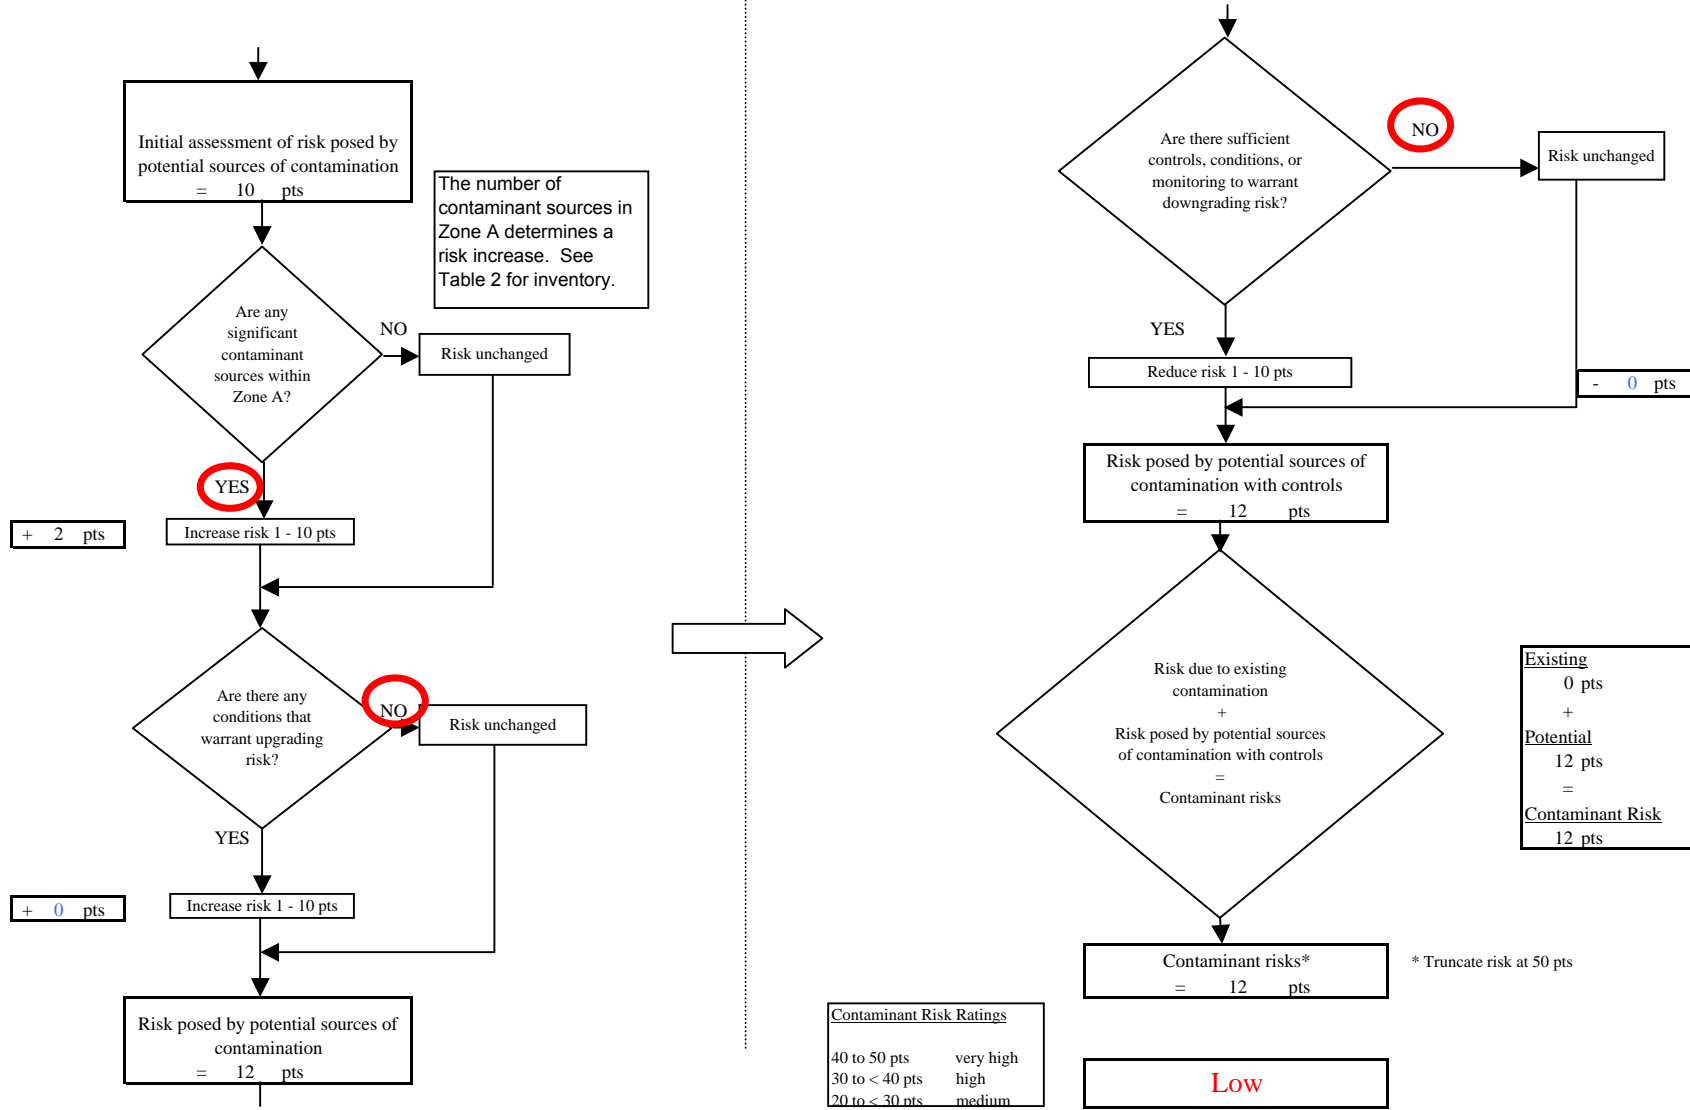 Initial assessment of risk posed by
potential sources of contamination
= 10 pts
The number of
contaminant sources in
Zone A determines a
risk increase. See
Table 2 for inventory.
Are any
significant
contaminant
sources within
Zone A?
NO
Risk unchanged
YES
+ 2 pts
Increase risk 1 - 10 pts
Are there any
conditions that
warrant upgrading
risk?
NO
Risk unchanged
YES
+ 0 pts
Increase risk 1 - 10 pts
Risk posed by potential sources of
contamination
= 12 pts
Are there sufficient
controls, conditions, or
monitoring to warrant
downgrading risk?
NO
Risk unchanged
YES
Reduce risk 1 - 10 pts
- 0 pts
Risk posed by potential sources of
contamination with controls
= 12 pts
Risk due to existing
contamination
+
Risk posed by potential sources
of contamination with controls
=
Contaminant risks
Existing
0 pts
+
Potential
12 pts
=
Contaminant Risk
12 pts
Contaminant risks*
= 12 pts
* Truncate risk at 50 pts
Contaminant Risk Ratings
40 to 50 pts very high
30 to < 40 pts high
20 to < 30 pts medium
Low